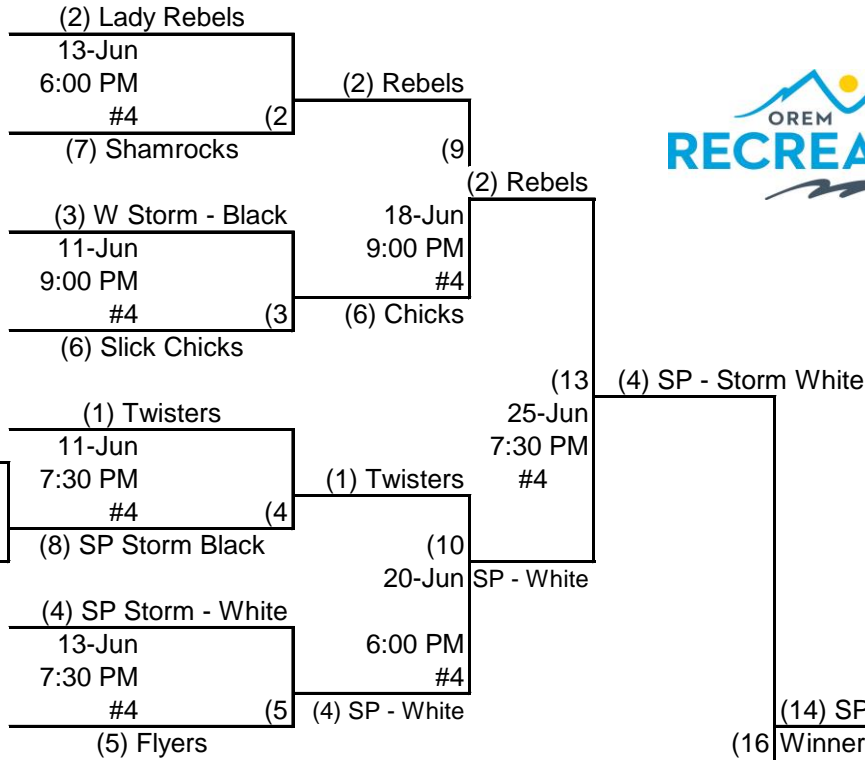 (2) Lady Rebels
13-Jun
6:00 PM
(2) Rebels
#4 (2
OREM
(7) Shamrocks
(9
RECREA
(2) Rebels
(3) W Storm - Black
18-Jun
11-Jun
9:00 PM
9:00 PM
#4
#4 (3
(6) Chicks
(6) Slick Chicks
(13
(4) SP - Storm White
(1) Twisters
25-Jun
11-Jun
7:30 PM
7:30 PM
(1) Twisters
#4
#4 (4
(8) SP Storm Black
(10
20-Jun
SP - White
(4) SP Storm - White
13-Jun
6:00 PM
7:30 PM
#4
#4 (5
(4) SP - White
(14) SP
(5) Flyers
(16 Winner